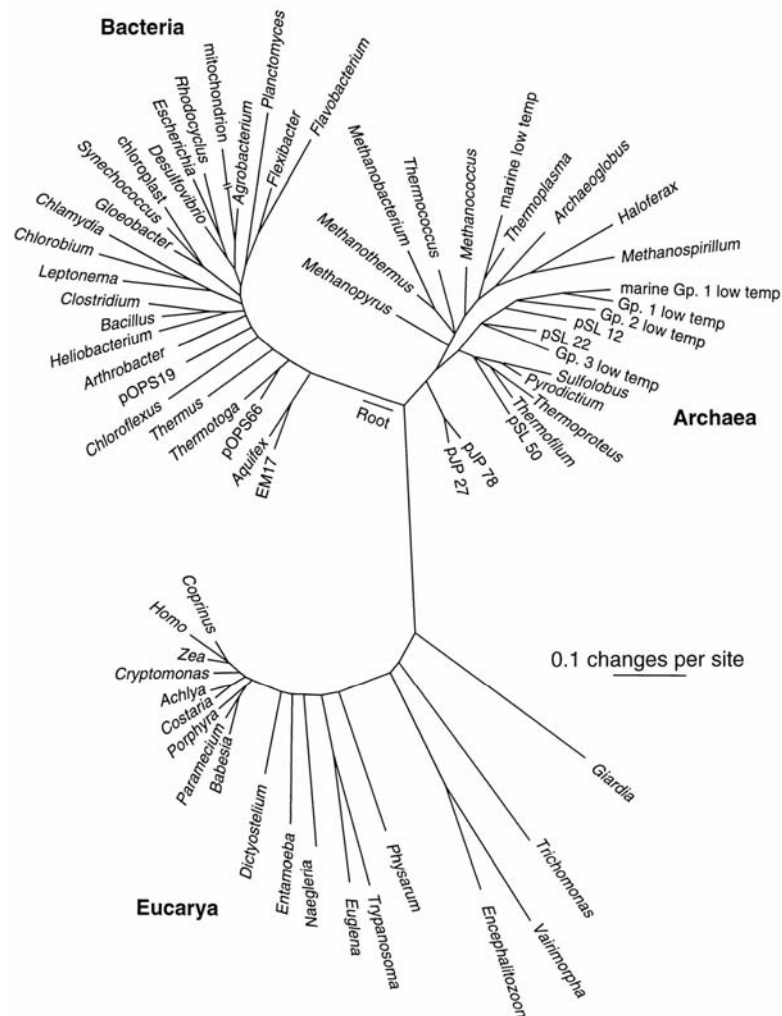 Bacteria
mitochondrion
Rhodocyclus
Escherichia
Desulfovibrio
chloroplast
Synechococcus
Gloeobacter
Chlamydia
Chlorobium
Leptonema
Clostridium
Bacillus
Heliobacterium
Arthrobacter
pOPS19
Chloroflexus
Thermus
Thermotoga
pOPS66
Aquifex
EM17
Agrobacterium
Planctomyces
Flexibacter
Flavobacterium
Root
Methanobacterium
Thermococcus
Methanothermus
Methanopyrus
Methanococcus
marine low temp
Thermoplasma
Archaeoglobus
Haloferax
Methanospirillum
marine Gp. 1 low temp
Gp. 1 low temp
Gp. 2 low temp
pSL 12
pSL 22
Gp. 3 low temp
Sulfolobus
Pyrodictium
Thermoproteus
Thermofilum
pSL 50
pJP 78
pJP 27
Archaea
0.1 changes per site
Coprinus
Homo
Zea
Cryptomonas
Achlya
Costaria
Porphyra
Paramecium
Babesia
Dictyostelium
Entamoeba
Naegleria
Euglena
Trypanosoma
Physarum
Encephalitozoon
Vairimorpha
Trichomonas
Giardia
Eucarya